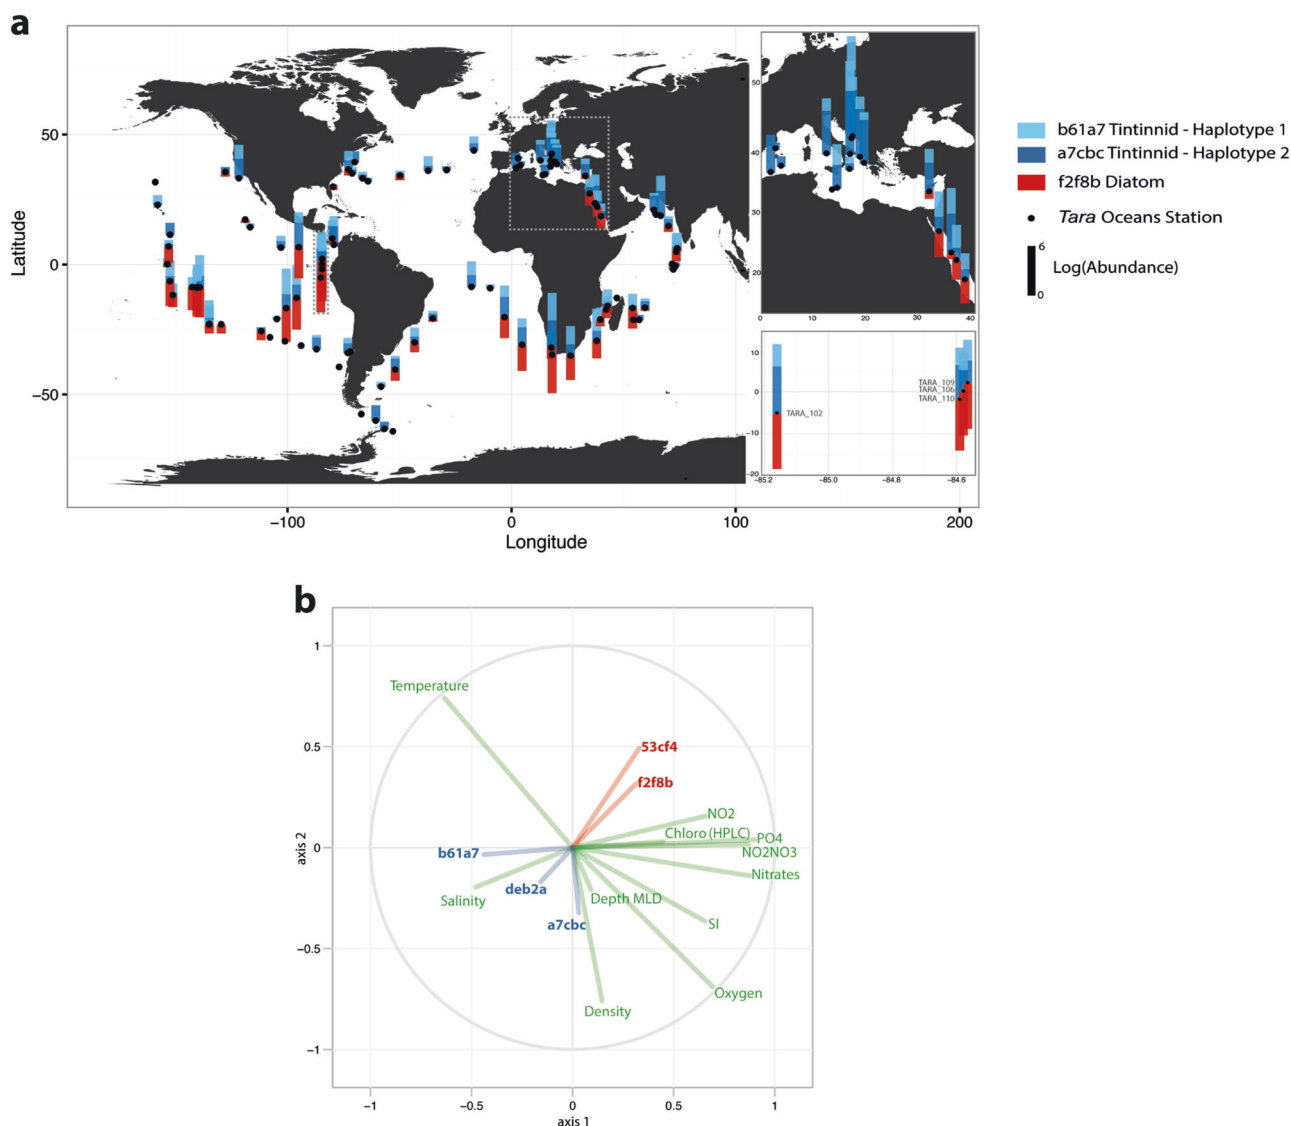 a
Latitude
50
0
−50
−100
0
100
200
Longitude
50
40
30
20
0
10
20
30
40
10
0
−10
−20
TARA_109
TARA_106
TARA_110
TARA_102
−85.2
−85.0
−84.8
−84.6
b61a7 Tintinnid - Haplotype 1
a7cbc Tintinnid - Haplotype 2
f2f8b Diatom
Tara Oceans Station
6
Log(Abundance)
0
b
axis 2
1
0.5
0
−0.5
−1
Temperature
53cf4
f2f8b
NO2
Chloro (HPLC)
PO4
NO2NO3
b61a7
Nitrates
deb2a
Salinity
Depth MLD
a7cbc
SI
Oxygen
Density
−1
−0.5
0
0.5
1
axis 1